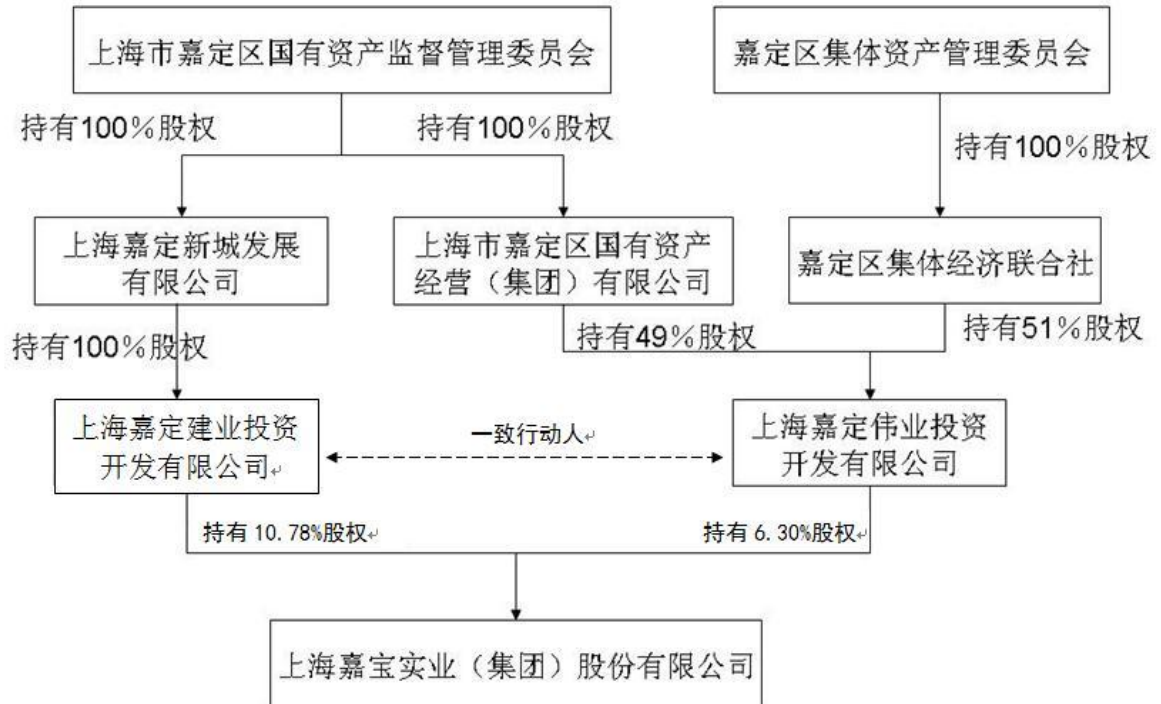 上海市嘉定区国有资产监督管理委员会
嘉定区集体资产管理委员会
持有100%股权
持有100%股权
持有100%股权
上海嘉定新城发展
有限公司
上海市嘉定区国有资产
经营（集团）有限公司
嘉定区集体经济联合社
持有100%股权
持有49%股权
持有51%股权
上海嘉定建业投资
开发有限公司
一致行动人
上海嘉定伟业投资
开发有限公司
持有 10.78%股权
持有 6.30%股权
上海嘉宝实业（集团）股份有限公司